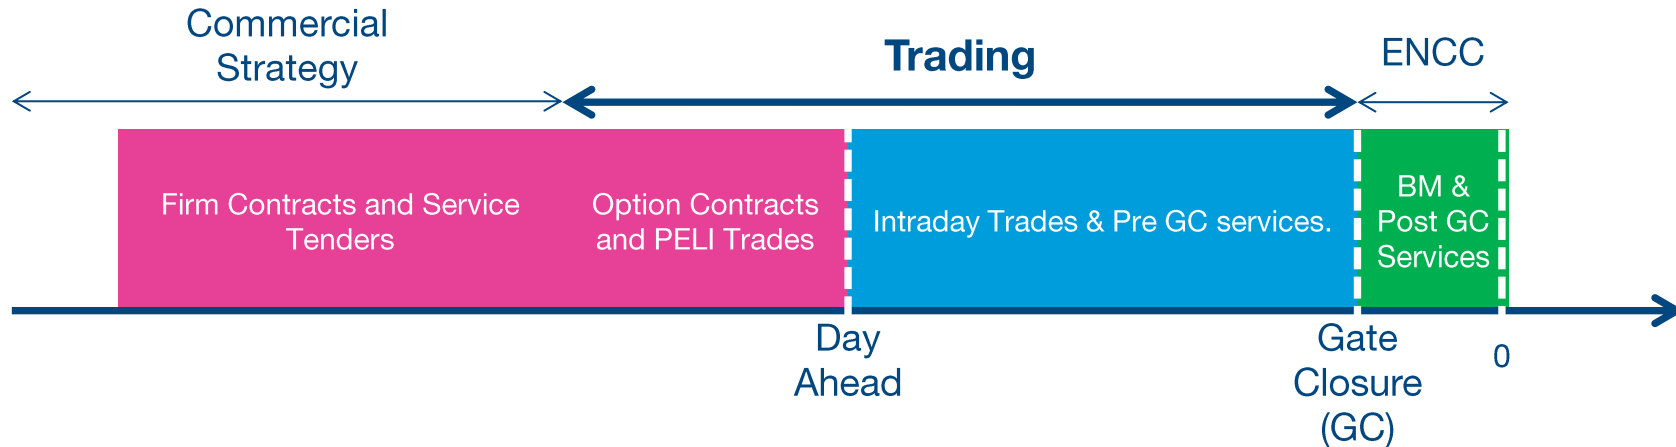 Commercial
Strategy
Trading
ENCC
Firm Contracts and Service
Tenders
Option Contracts
and PELI Trades
Intraday Trades & Pre GC services.
BM &
Post GC
Services
Day
Ahead
Gate
Closure
(GC)
0